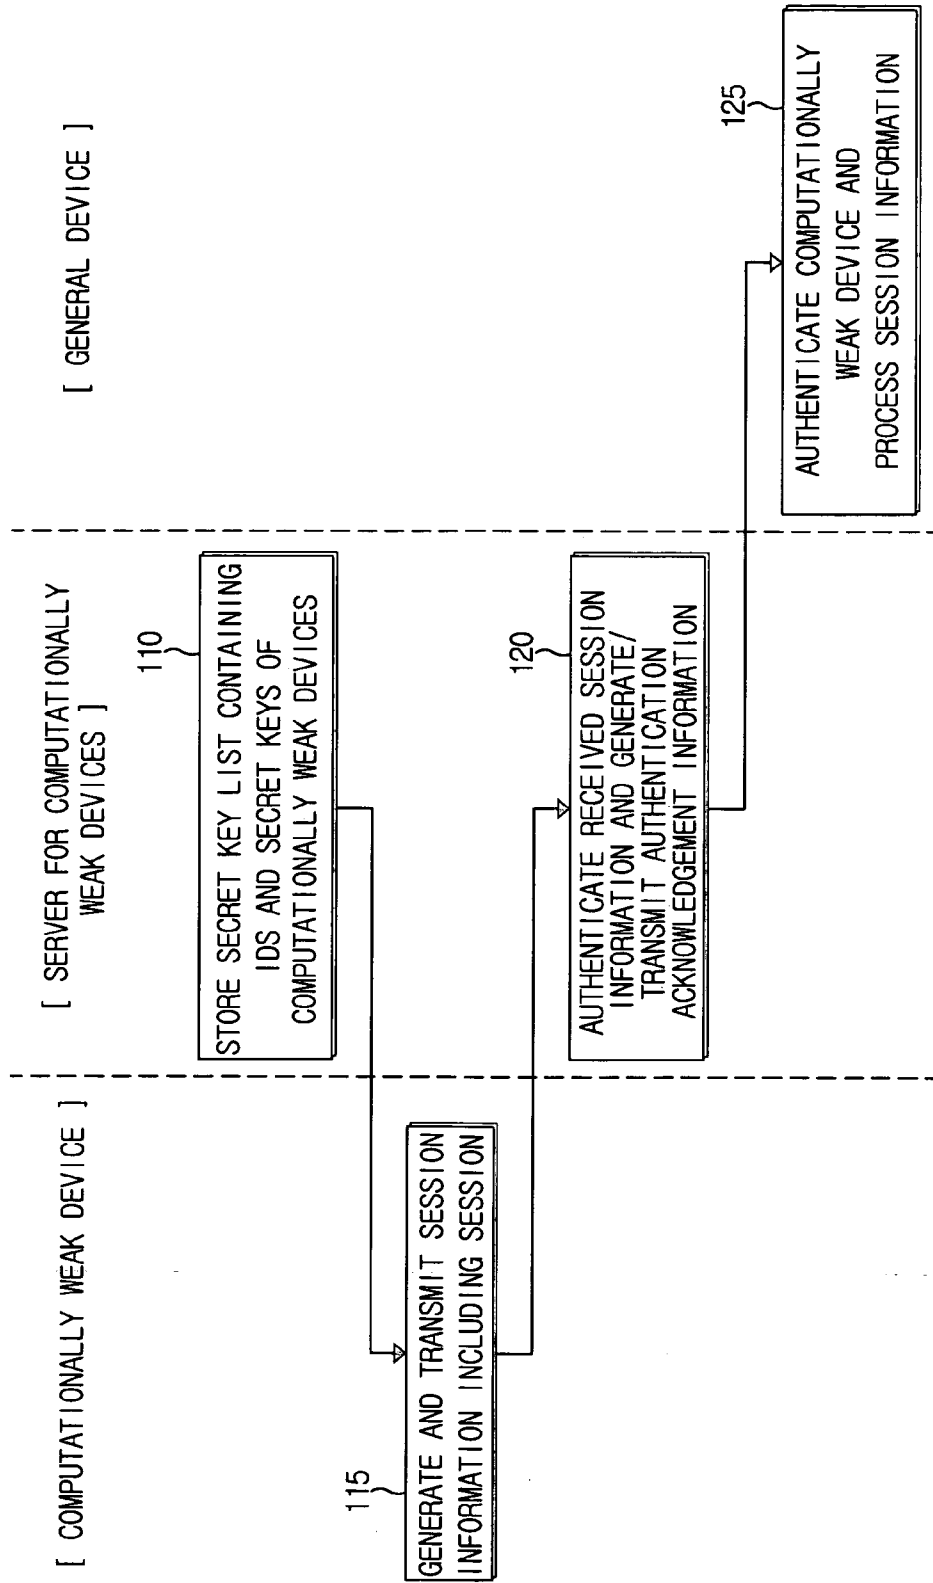 [ COMPUTATIONALLY WEAK DEVICE ]
[ SERVER FOR COMPUTATIONALLY
WEAK DEVICES ]
[ GENERAL DEVICE ]
110
STORE SECRET KEY LIST CONTAINING
IDS AND SECRET KEYS OF
COMPUTATIONALLY WEAK DEVICES
115
GENERATE AND TRANSMIT SESSION
INFORMATION INCLUDING SESSION
120
AUTHENTICATE RECEIVED SESSION
INFORMATION AND GENERATE/
TRANSMIT AUTHENTICATION
ACKNOWLEDGEMENT INFORMATION
125
AUTHENTICATE COMPUTATIONALLY
WEAK DEVICE AND
PROCESS SESSION INFORMATION